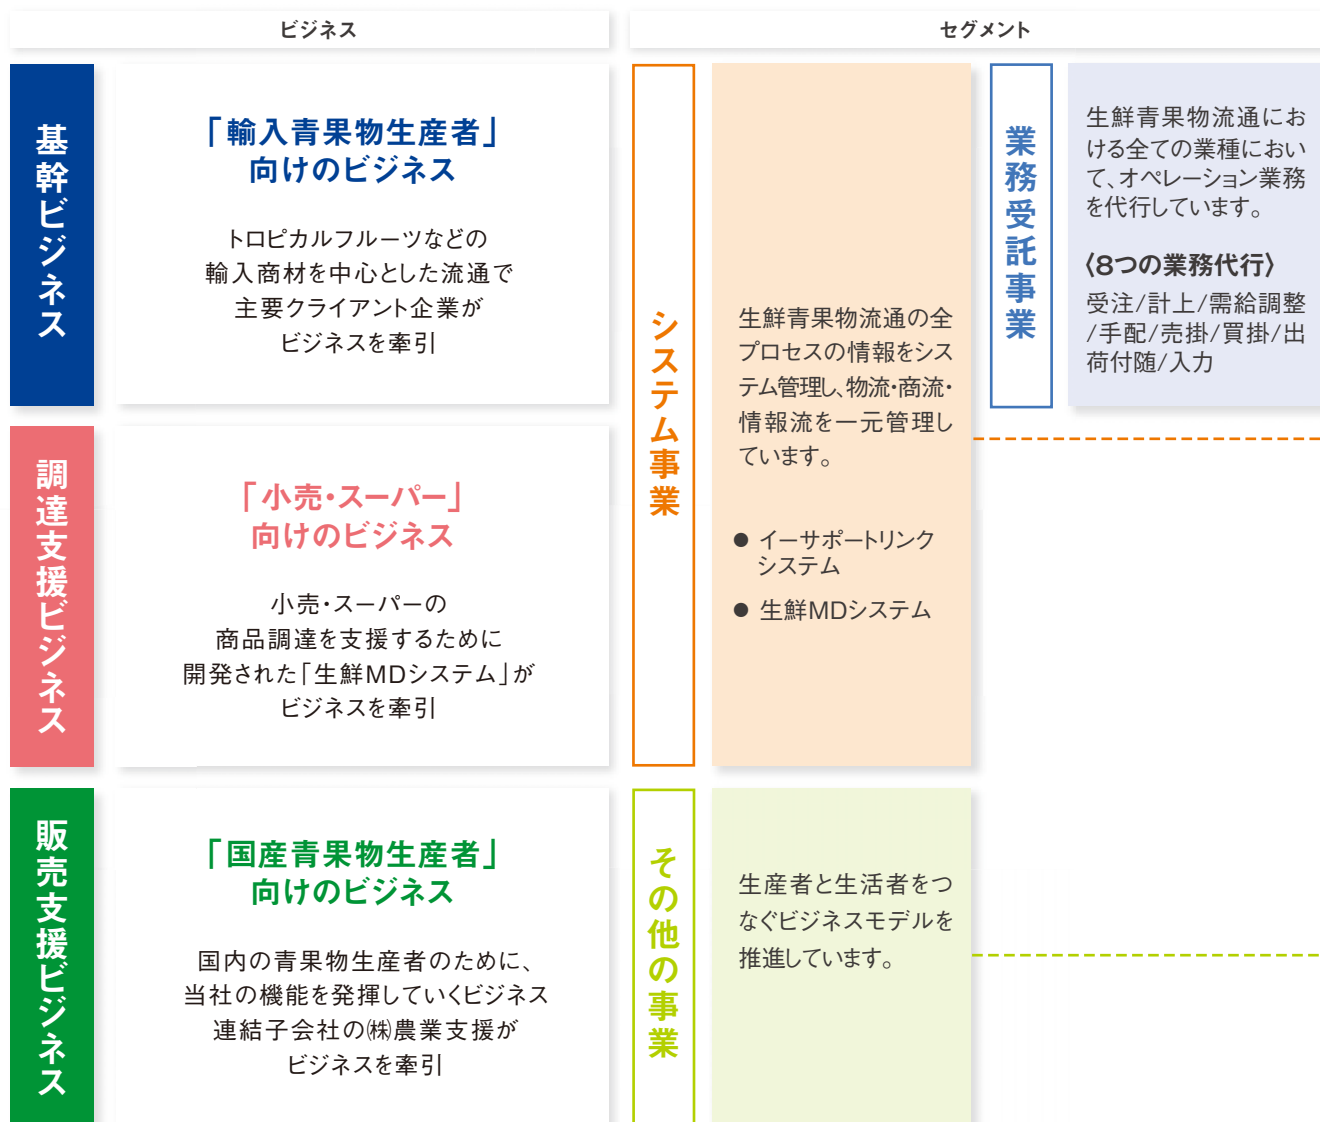 ビジネス
セグメント
基幹ビジネス
「輸入青果物生産者」
向けのビジネス
トロピカルフルーツなどの
輸入商材を中心とした流通で
主要クライアント企業が
ビジネスを牽引
調達支援ビジネス
「小売・スーパー」
向けのビジネス
小売・スーパーの
商品調達を支援するために
開発された「生鮮MDシステム」が
ビジネスを牽引
販売支援ビジネス
「国産青果物生産者」
向けのビジネス
国内の青果物生産者のために、
当社の機能を発揮していくビジネス
連結子会社の㈱農業支援が
ビジネスを牽引
システム事業
生鮮青果物流通の全
プロセスの情報をシス
テム管理し、物流・商流・
情報流を一元管理し
ています。
● イーサポートリンク
システム
● 生鮮MDシステム
業務受託事業
生鮮青果物流通にお
ける全ての業種におい
て、オペレーション業務
を代行しています。
〈8つの業務代行〉
受注/計上/需給調整
/手配/売掛/買掛/出
荷付随/入力
その他の事業
生産者と生活者をつ
なぐビジネスモデルを
推進しています。